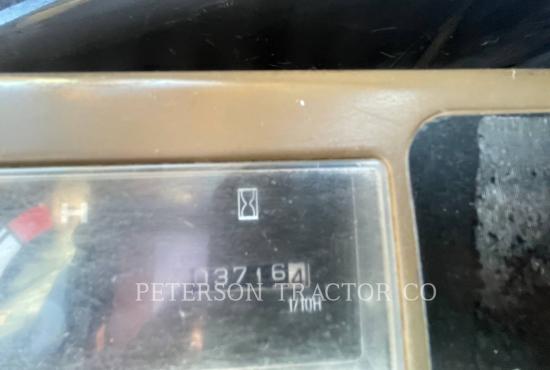 H
037164
PETERSON TRACTOR CO
1/10H